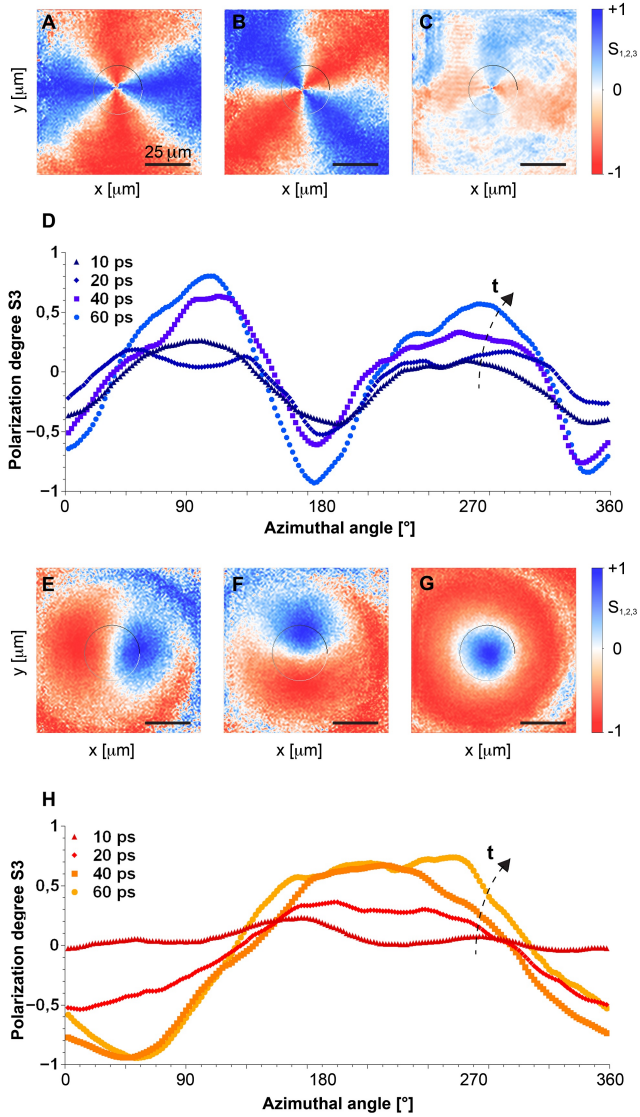 A
B
C
y [µm]
25 µm
x [µm]
x [µm]
x [µm]
+1
S1,2,3
0
-1
D
Polarization degree S3
1
0.5
0
−0.5
−1
10 ps
20 ps
40 ps
60 ps
t
0
90
180
280
360
Azimuthal angle [°]
E
F
G
y [µm]
x [µm]
x [µm]
x [µm]
+1
S1,2,3
0
-1
H
Polarization degree S3
1
0.5
0
−0.5
−1
10 ps
20 ps
40 ps
60 ps
t
0
90
180
270
360
Azimuthal angle [°]